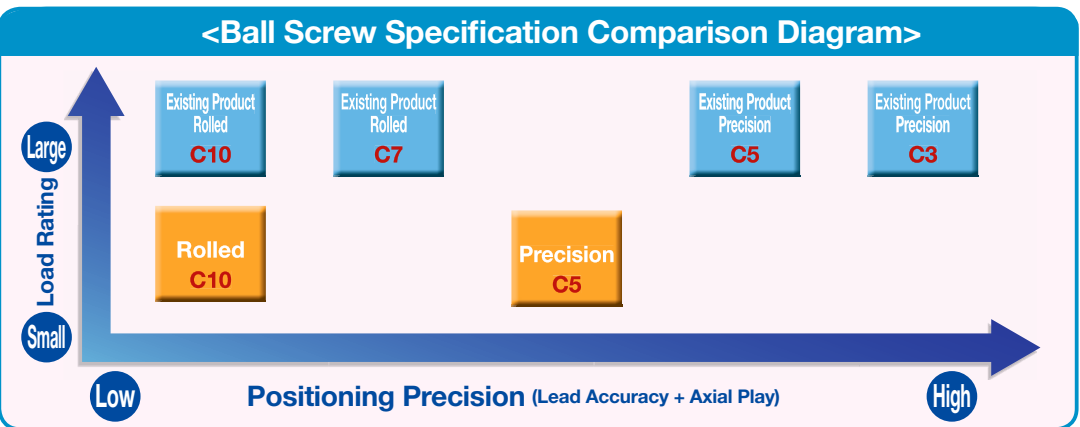 <Ball Screw Specification Comparison Diagram>
Existing Product
Rolled
C10
Existing Product
Rolled
C7
Existing Product
Precision
C5
Existing Product
Precision
C3
Large
Load Rating
Small
Rolled
C10
Precision
C5
Low
Positioning Precision (Lead Accuracy + Axial Play)
High